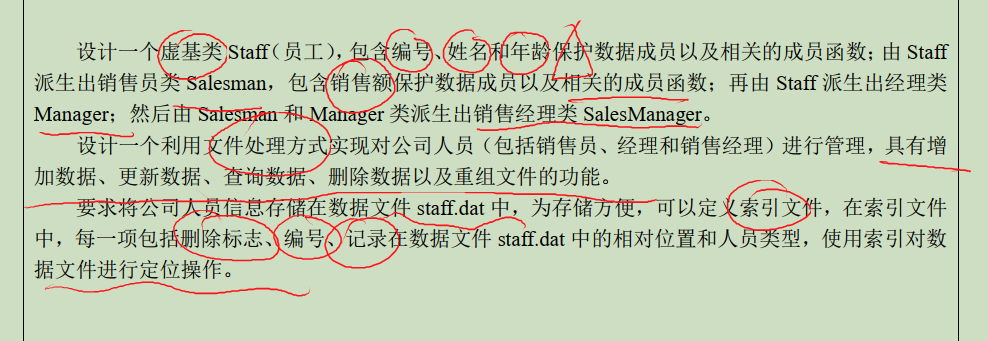 设计一个虚基类 Staff（员工），包含编号、姓名和年龄保护数据成员以及相关的成员函数；由 Staff
派生出销售员类 Salesman，包含销售额保护数据成员以及相关的成员函数；再由 Staff 派生出经理类
Manager；然后由 Salesman 和 Manager 类派生出销售经理类 SalesManager。
设计一个利用文件处理方式实现对公司人员（包括销售员、经理和销售经理）进行管理，具有增
加数据、更新数据、查询数据、删除数据以及重组文件的功能。
要求将公司人员信息存储在数据文件 staff.dat 中，为存储方便，可以定义索引文件，在索引文件
中，每一项包括删除标志、编号、记录在数据文件 staff.dat 中的相对位置和人员类型，使用索引对数
据文件进行定位操作。